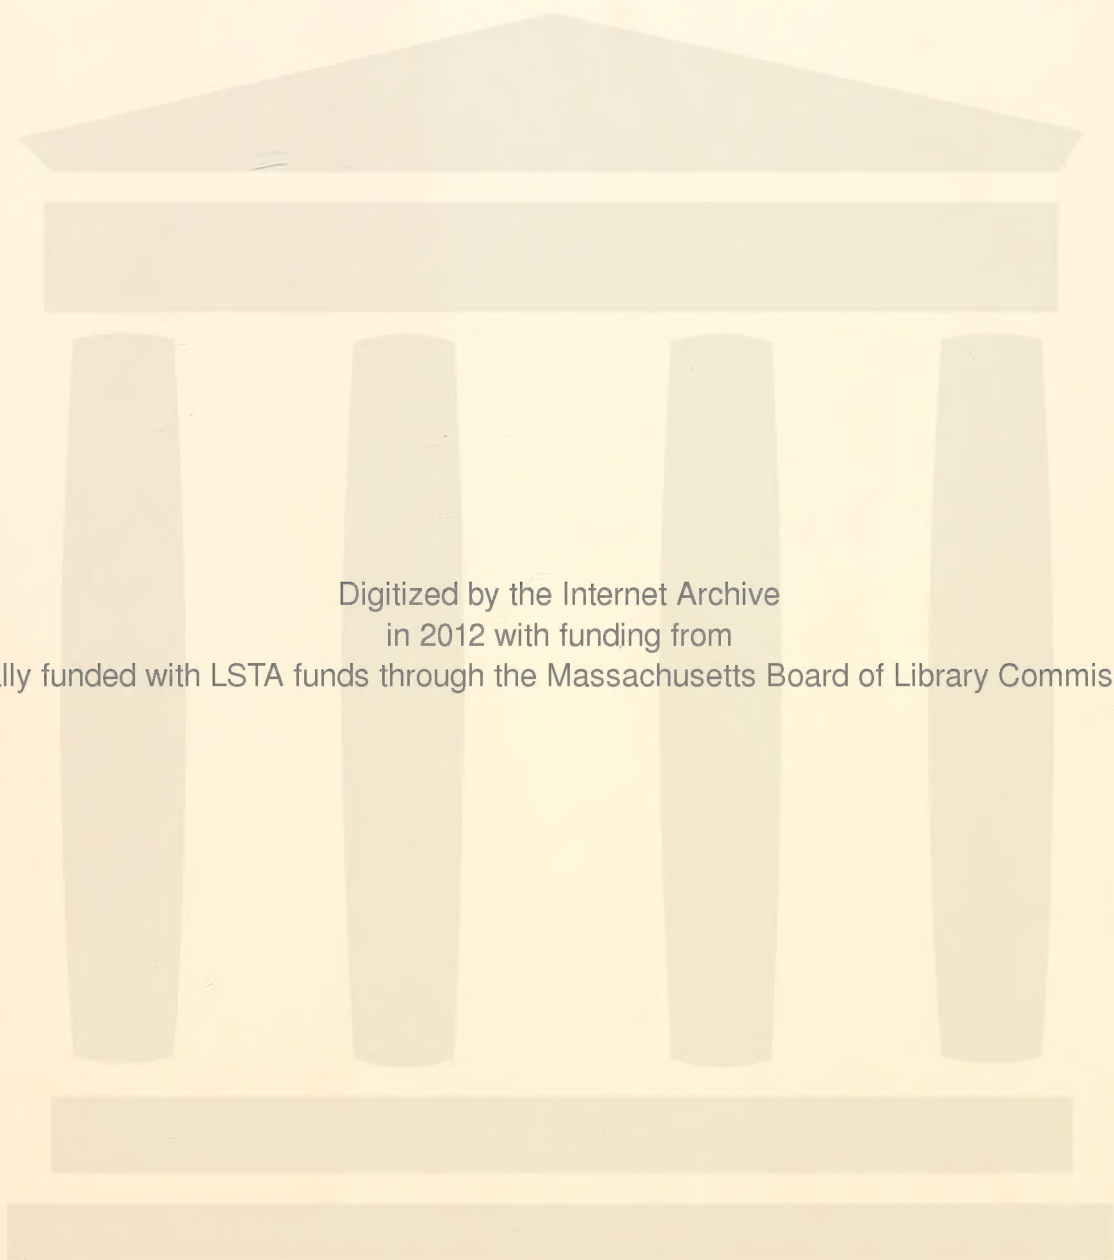 Digitized by the Internet Archive
in 2012 with funding from
lly funded with LSTA funds through the Massachusetts Board of Library Commis